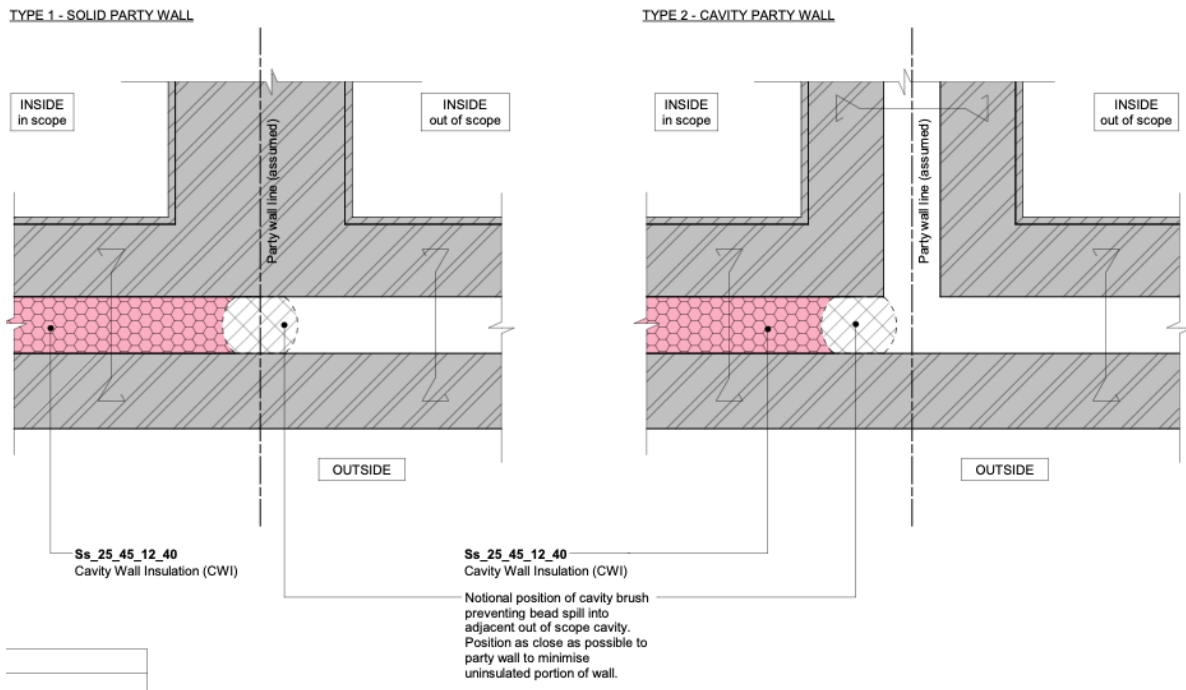 TYPE 1 - SOLID PARTY WALL
INSIDE
in scope
Party wall line (assumed)
INSIDE
out of scope
OUTSIDE
Ss_25_45_12_40
Cavity Wall Insulation (CWI)
TYPE 2 - CAVITY PARTY WALL
INSIDE
in scope
Party wall line (assumed)
INSIDE
out of scope
OUTSIDE
Ss_25_45_12_40
Cavity Wall Insulation (CWI)
Notional position of cavity brush
preventing bead spill into
adjacent out of scope cavity.
Position as close as possible to
party wall to minimise
uninsulated portion of wall.